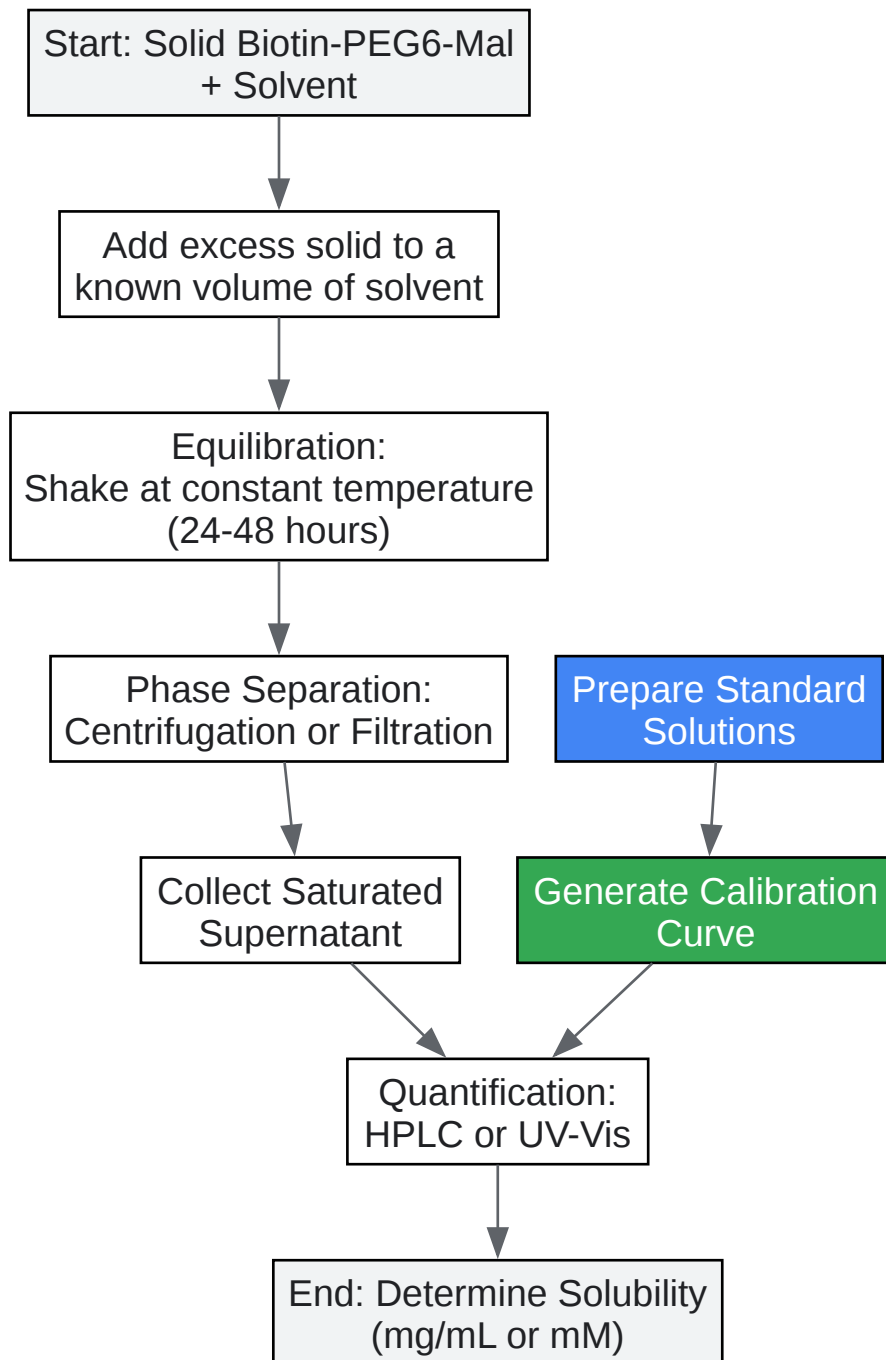 Start: Solid Biotin-PEG6-Mal
+ Solvent
Add excess solid to a
known volume of solvent
Equilibration:
Shake at constant temperature
(24-48 hours)
Phase Separation:
Centrifugation or Filtration
Prepare Standard
Solutions
Collect Saturated
Supernatant
Generate Calibration
Curve
Quantification:
HPLC or UV-Vis
End: Determine Solubility
(mg/mL or mM)